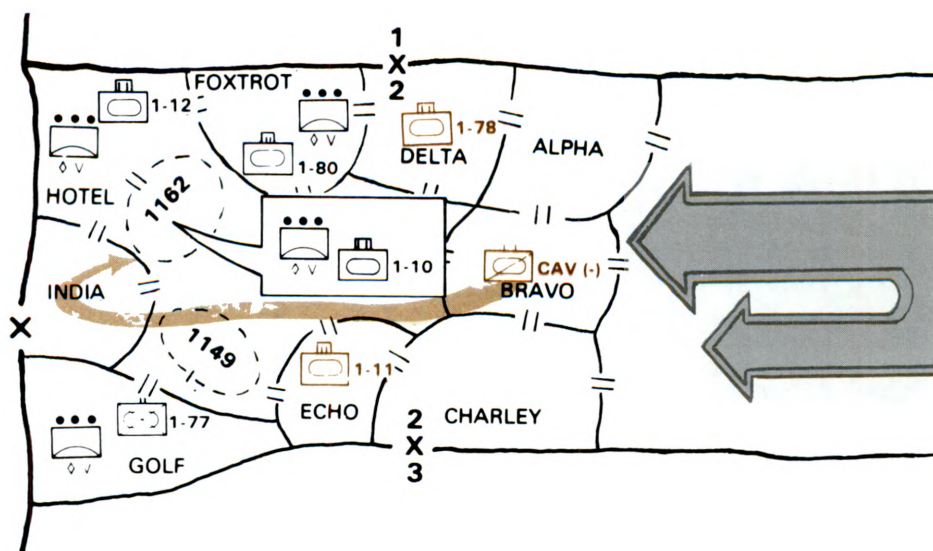 1
X
2
FOXTROT
1-12
1-78
ALPHA
DELTA
1-80
◊ V
HOTEL
1162
◊ V
1-10
CAV (-)
BRAVO
INDIA
X
1149
1-11
ECHO
CHARLEY
2
X
3
1-77
◊ V
GOLF